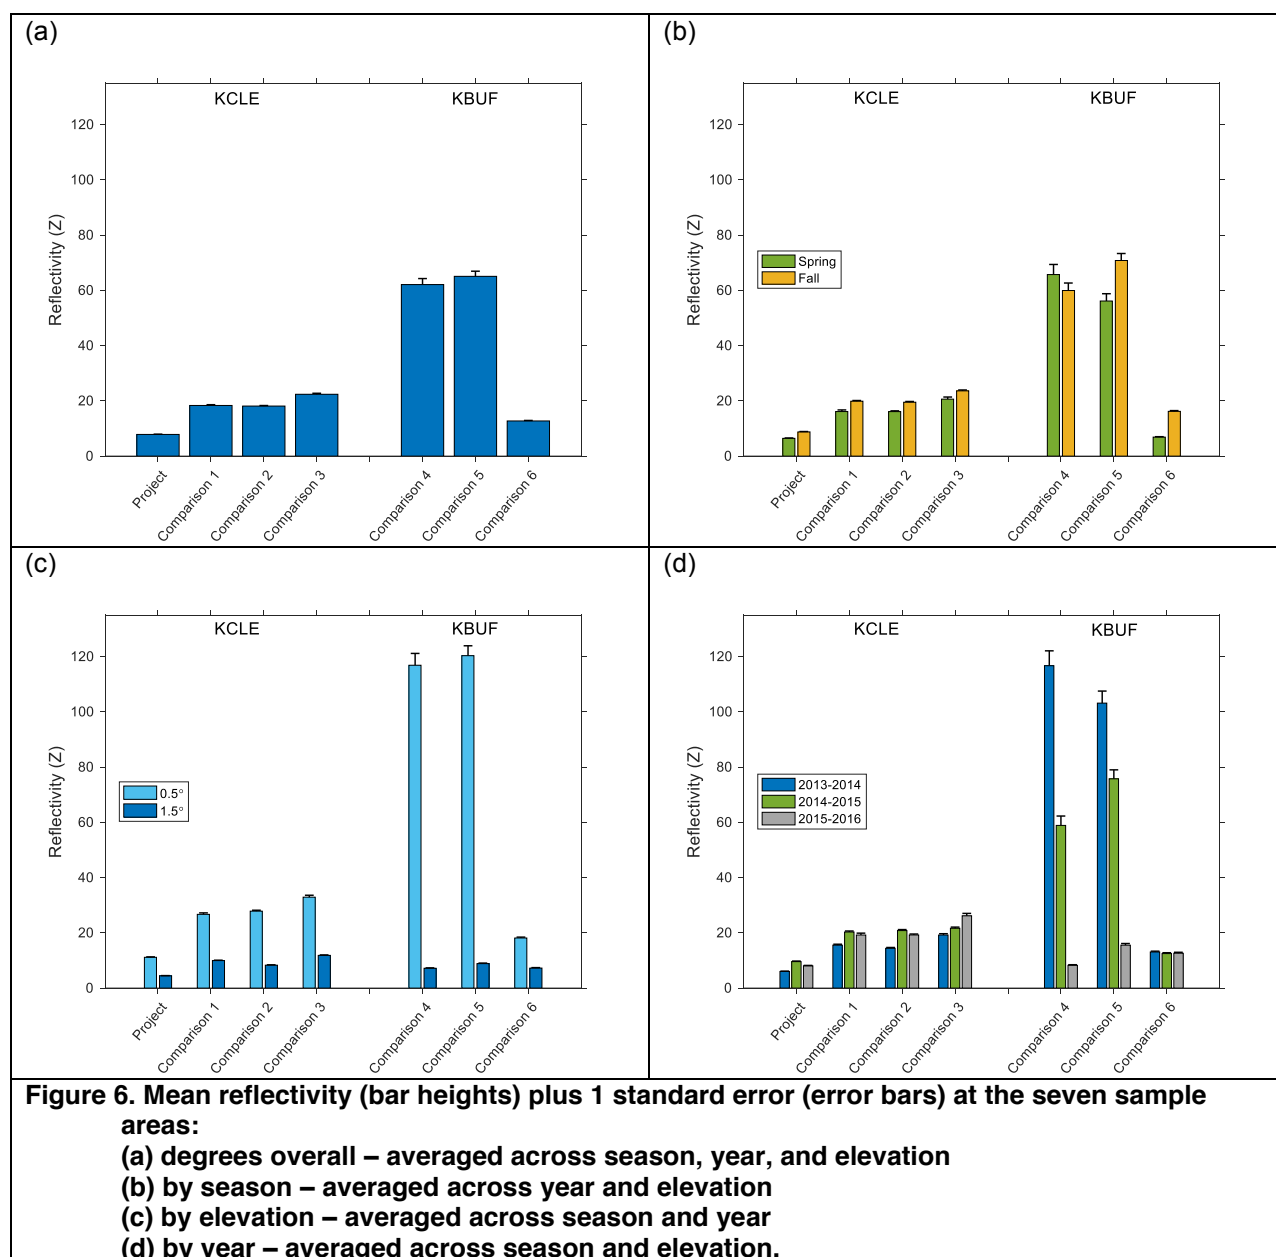 (a)
KCLE
KBUF
120
100
80
60
40
20
0
Reflectivity (Z)
Project
Comparison 1
Comparison 2
Comparison 3
Comparison 4
Comparison 5
Comparison 6
(b)
KCLE
KBUF
120
100
80
60
40
20
0
Reflectivity (Z)
Spring
Fall
Project
Comparison 1
Comparison 2
Comparison 3
Comparison 4
Comparison 5
Comparison 6
(c)
KCLE
KBUF
120
100
80
60
40
20
0
Reflectivity (Z)
0.5°
1.5°
Project
Comparison 1
Comparison 2
Comparison 3
Comparison 4
Comparison 5
Comparison 6
(d)
KCLE
KBUF
120
100
80
60
40
20
0
Reflectivity (Z)
2013-2014
2014-2015
2015-2016
Project
Comparison 1
Comparison 2
Comparison 3
Comparison 4
Comparison 5
Comparison 6
Figure 6. Mean reflectivity (bar heights) plus 1 standard error (error bars) at the seven sample
areas:
(a) degrees overall – averaged across season, year, and elevation
(b) by season – averaged across year and elevation
(c) by elevation – averaged across season and year
(d) by year – averaged across season and elevation.